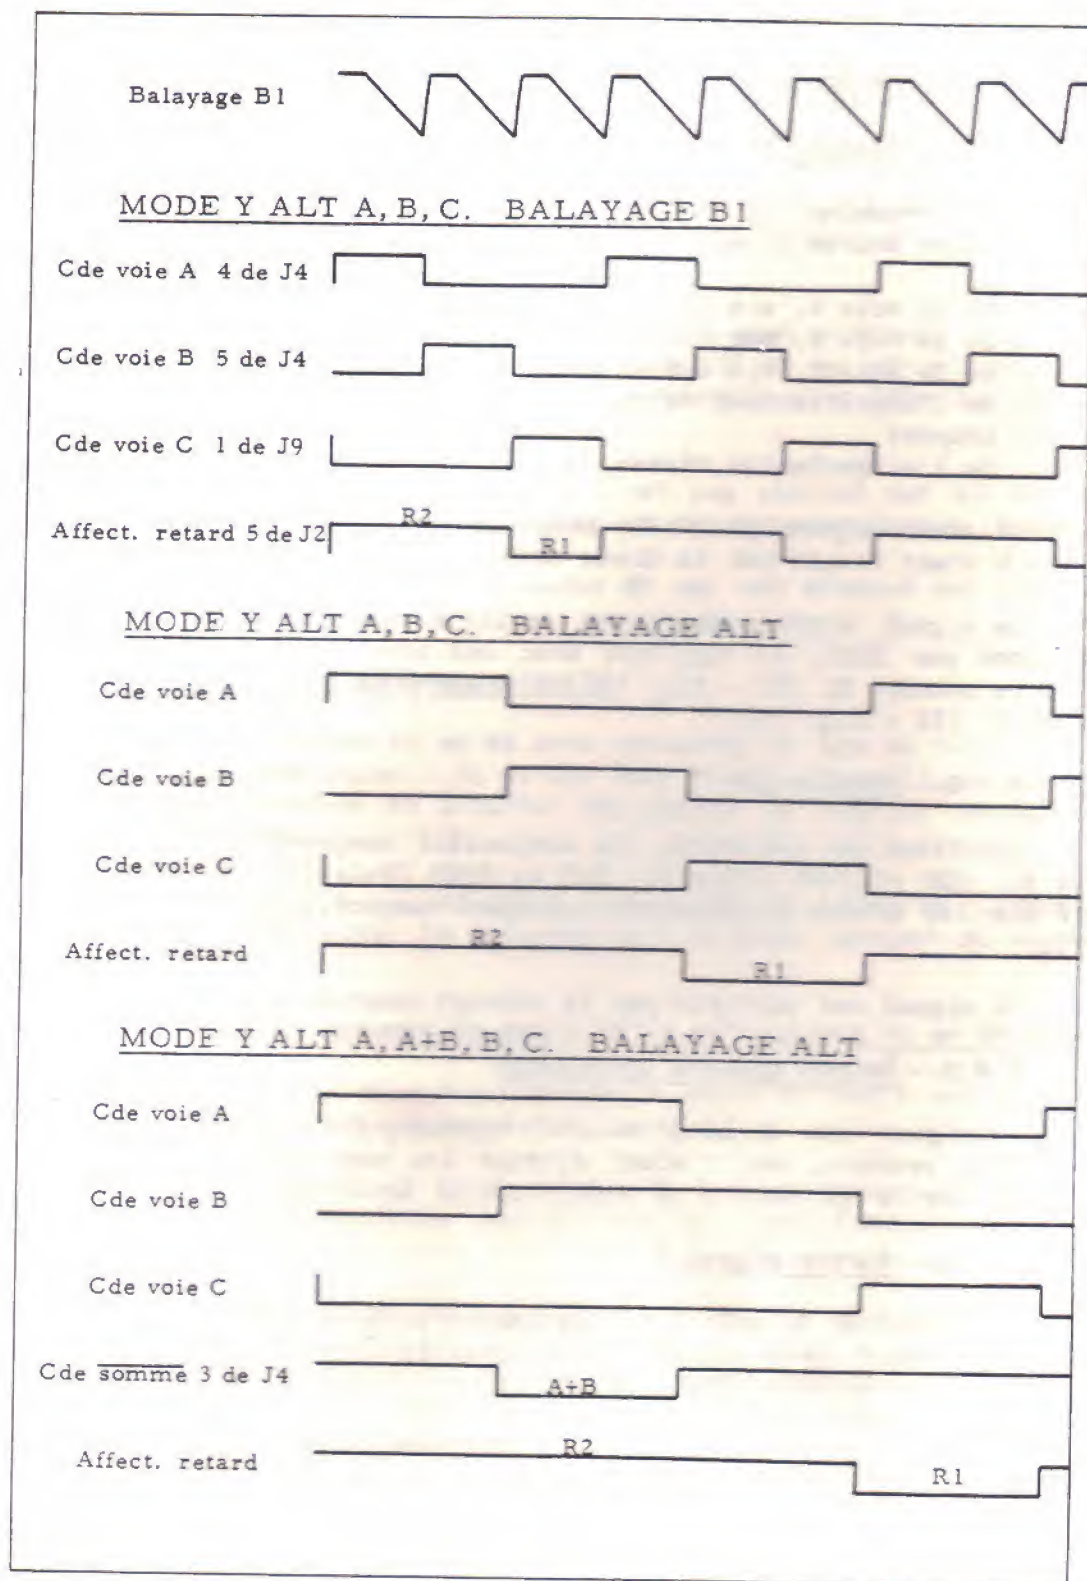 Balayage B1
MODE Y ALT A, B, C. BALAYAGE B1
Cde voie A 4 de J4
Cde voie B 5 de J4
Cde voie C 1 de J9
Affect. retard 5 de J2
R2
R1
MODE Y ALT A, B, C. BALAYAGE ALT
Cde voie A
Cde voie B
Cde voie C
Affect. retard
R2
R1
MODE Y ALT A, A+B, B, C. BALAYAGE ALT
Cde voie A
Cde voie B
Cde voie C
Cde somme 3 de J4
A+B
Affect. retard
R2
R1